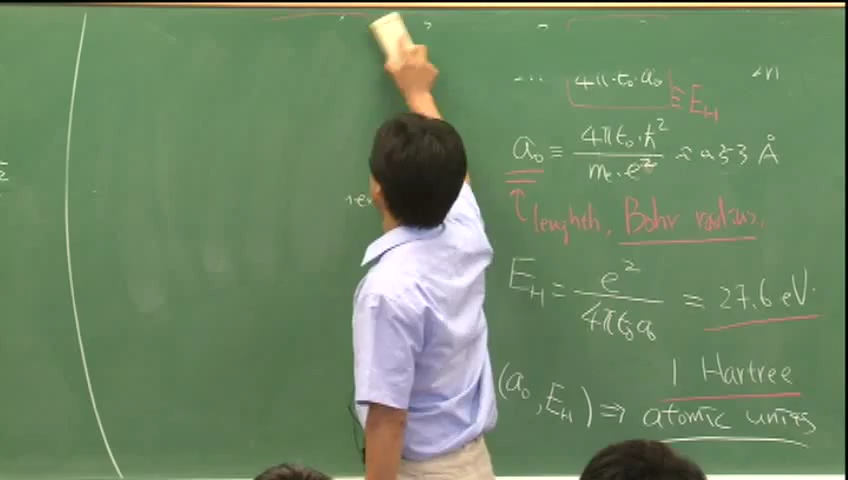 4π·ε₀·a₀ ≡ E_H
a₀ ≡ 4πε₀·ħ² / mₑ·e² ≈ 0.53 Å
↑ lenghth, Bohr radius,
E_H = e² / 4πε₀a₀ = 27.6 eV.
1 Hartree
(a₀, E_H) ⇒ atomic units